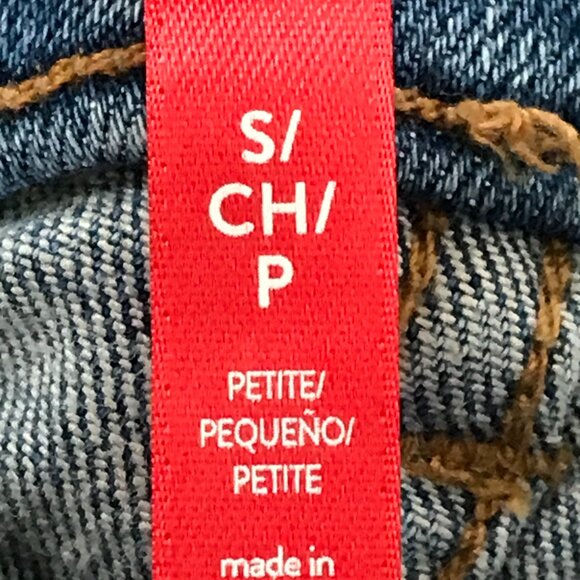 S/
CH/
P
PETITE/
PEQUEÑO/
PETITE
made in